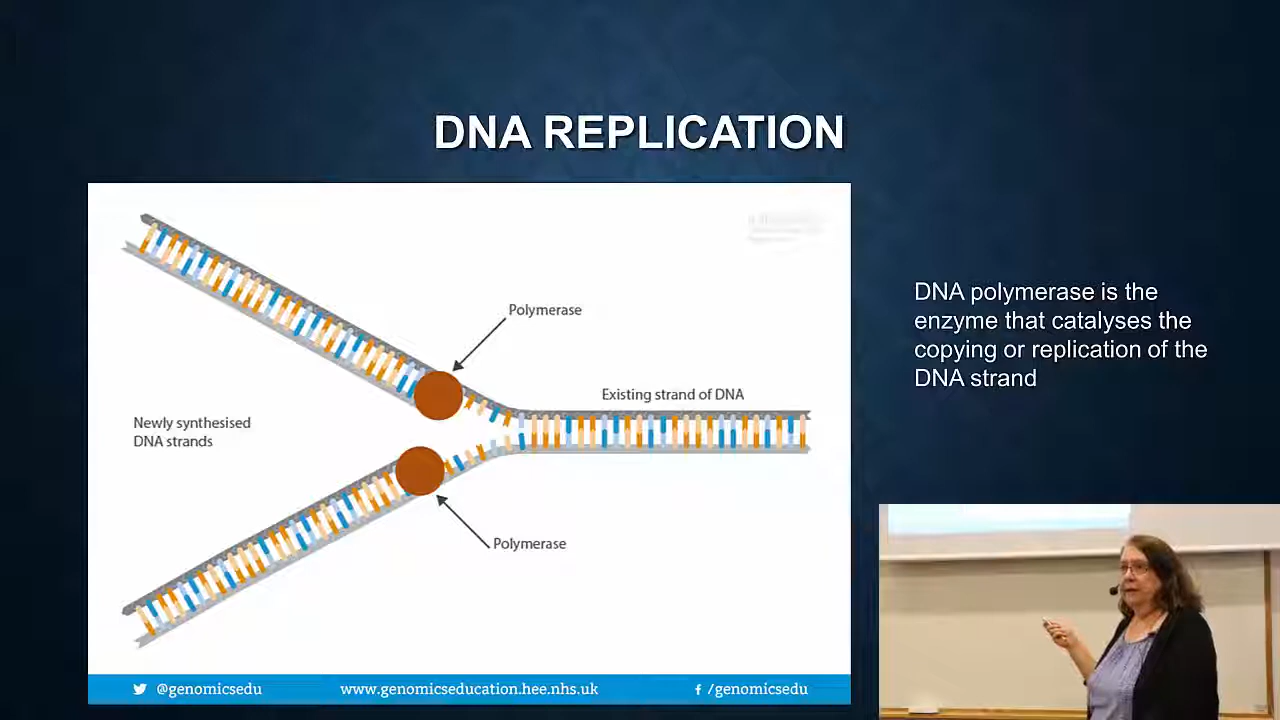 DNA REPLICATION
Polymerase
Existing strand of DNA
Newly synthesised
DNA strands
Polymerase
@genomicsedu
www.genomicseducation.hee.nhs.uk
/genomicsedu
DNA polymerase is the
enzyme that catalyses the
copying or replication of the
DNA strand